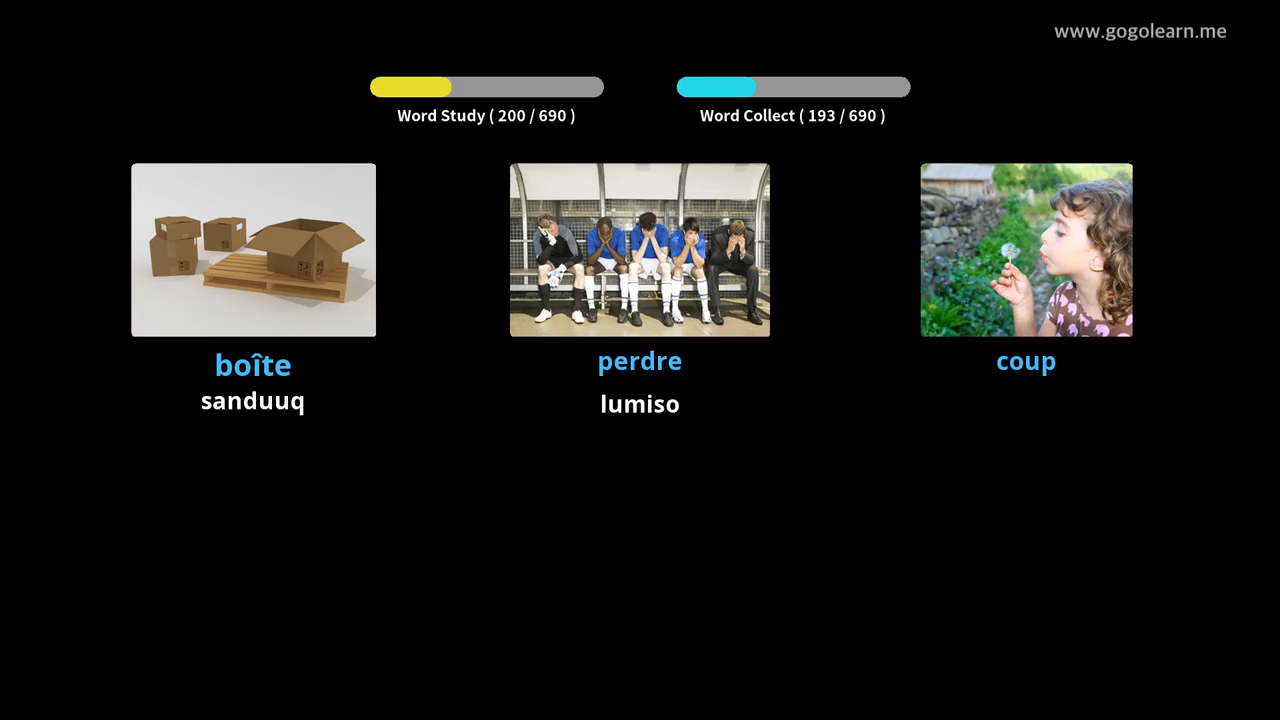 www.gogolearn.me
Word Study ( 200 / 690 )
Word Collect ( 193 / 690 )
boîte
sanduuq
perdre
lumiso
coup